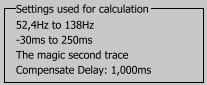 Settings used for calculation
52,4Hz to 138Hz
-30ms to 250ms
The magic second trace
Compensate Delay: 1,000ms